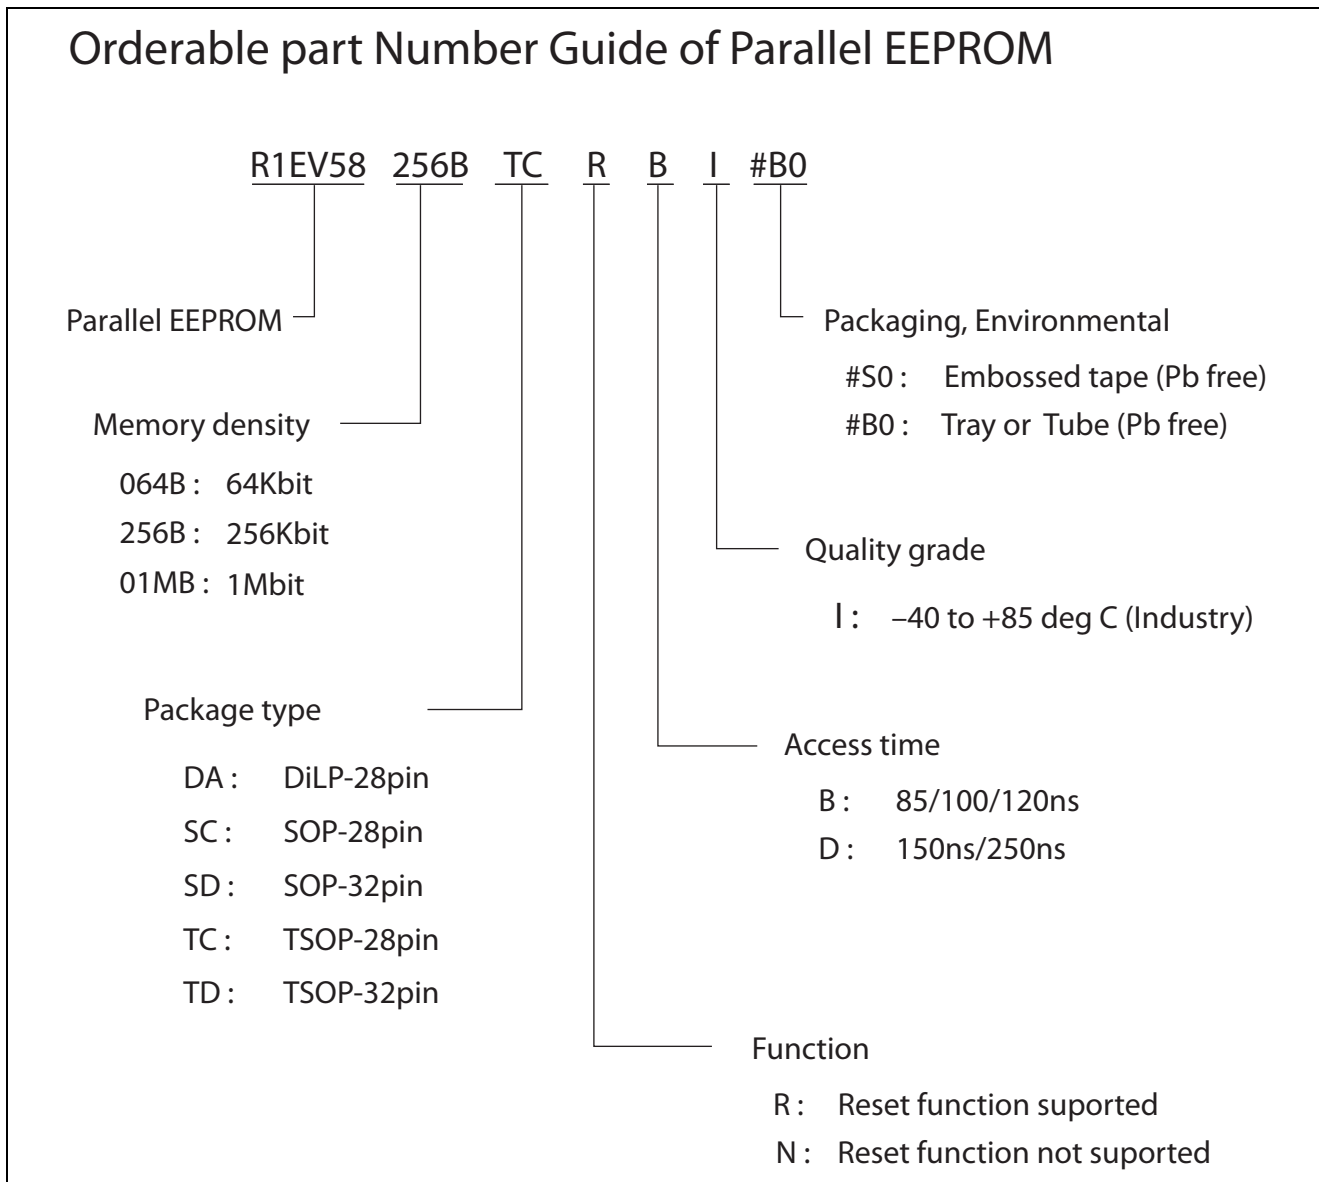 Orderable part Number Guide of Parallel EEPROM
R1EV58 256B TC R B I #B0
Parallel EEPROM
Memory density
064B : 64Kbit
256B : 256Kbit
01MB : 1Mbit
Package type
DA : DiLP-28pin
SC : SOP-28pin
SD : SOP-32pin
TC : TSOP-28pin
TD : TSOP-32pin
Packaging, Environmental
#S0 : Embossed tape (Pb free)
#B0 : Tray or Tube (Pb free)
Quality grade
I : –40 to +85 deg C (Industry)
Access time
B : 85/100/120ns
D : 150ns/250ns
Function
R : Reset function suported
N : Reset function not suported